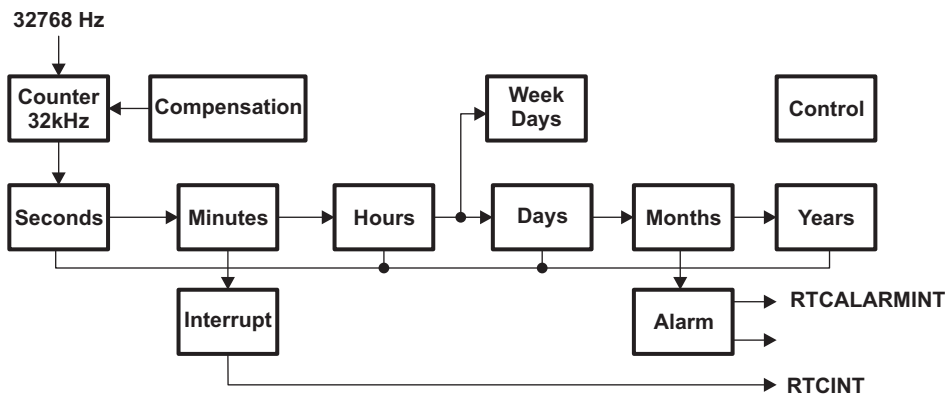 32768 Hz
Counter
32kHz
Compensation
Week
Days
Control
Seconds
Minutes
Hours
Days
Months
Years
Interrupt
Alarm
RTCALARMINT
RTCINT